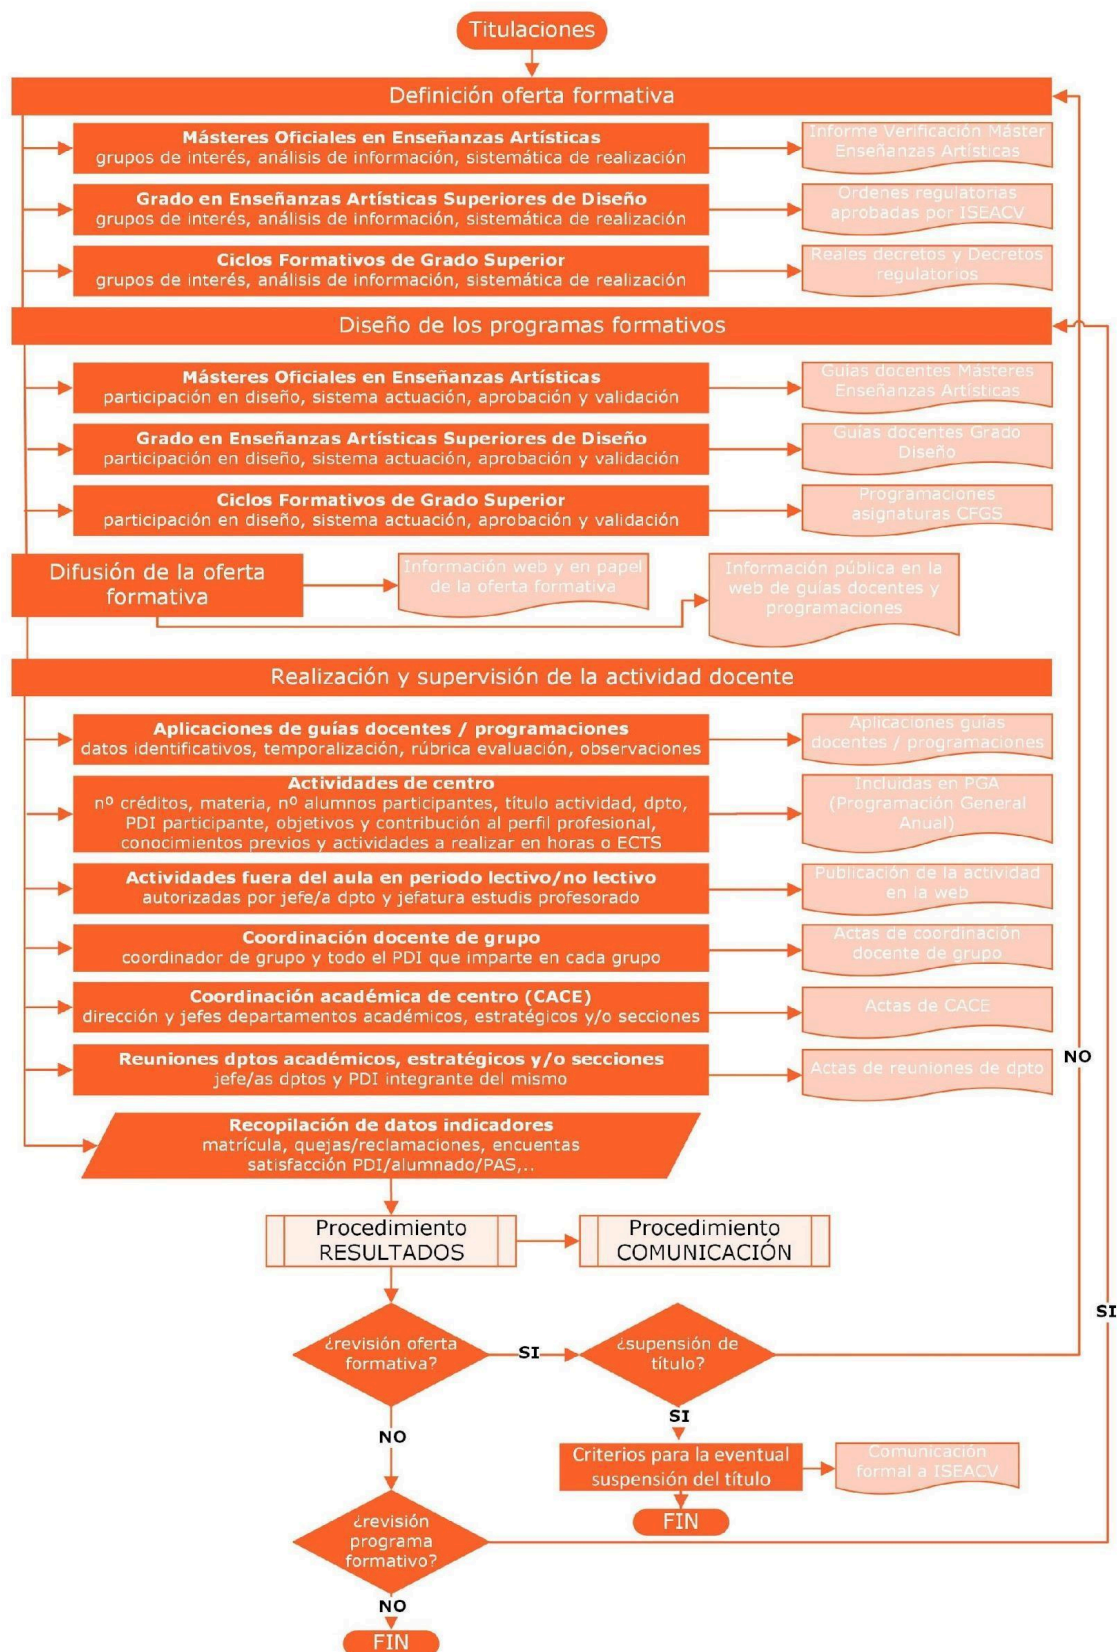 Titulaciones
Definición oferta formativa
Másteres Oficiales en Enseñanzas Artísticas
grupos de interés, análisis de información, sistemática de realización
Informe Verificación Máster
Enseñanzas Artísticas
Grado en Enseñanzas Artísticas Superiores de Diseño
grupos de interés, análisis de información, sistemática de realización
Ordenes regulatorias
aprobadas por ISEACV
Ciclos Formativos de Grado Superior
grupos de interés, análisis de información, sistemática de realización
Reales decretos y Decretos
regulatorios
Diseño de los programas formativos
Másteres Oficiales en Enseñanzas Artísticas
participación en diseño, sistema actuación, aprobación y validación
Guías docentes Másteres
Enseñanzas Artísticas
Grado en Enseñanzas Artísticas Superiores de Diseño
participación en diseño, sistema actuación, aprobación y validación
Guías docentes Grado
Diseño
Ciclos Formativos de Grado Superior
participación en diseño, sistema actuación, aprobación y validación
Programaciones
asignaturas CFGS
Difusión de la oferta
formativa
Información web y en papel
de la oferta formativa
Información pública en la
web de guías docentes y
programaciones
Realización y supervisión de la actividad docente
Aplicaciones de guías docentes / programaciones
datos identificativos, temporalización, rúbrica evaluación, observaciones
Aplicaciones guías
docentes / programaciones
Actividades de centro
nº créditos, materia, nº alumnos participantes, título actividad, dpto,
PDI participante, objetivos y contribución al perfil profesional,
conocimientos previos y actividades a realizar en horas o ECTS
Incluidas en PGA
(Programación General
Anual)
Actividades fuera del aula en periodo lectivo/no lectivo
autorizadas por jefe/a dpto y jefatura estudis profesorado
Publicación de la actividad
en la web
Coordinación docente de grupo
coordinador de grupo y todo el PDI que imparte en cada grupo
Actas de coordinación
docente de grupo
Coordinación académica de centro (CACE)
dirección y jefes departamentos académicos, estratégicos y/o secciones
Actas de CACE
Reuniones dptos académicos, estratégicos y/o secciones
jefe/as dptos y PDI integrante del mismo
Actas de reuniones de dpto
NO
Recopilación de datos indicadores
matrícula, quejas/reclamaciones, encuentas
satisfacción PDI/alumnado/PAS,..
Procedimiento
RESULTADOS
Procedimiento
COMUNICACIÓN
SI
¿revisión oferta
formativa?
SI
¿supensión de
título?
SI
NO
Criterios para la eventual
suspensión del título
Comunicación
formal a ISEACV
FIN
¿revisión
programa
formativo?
NO
FIN